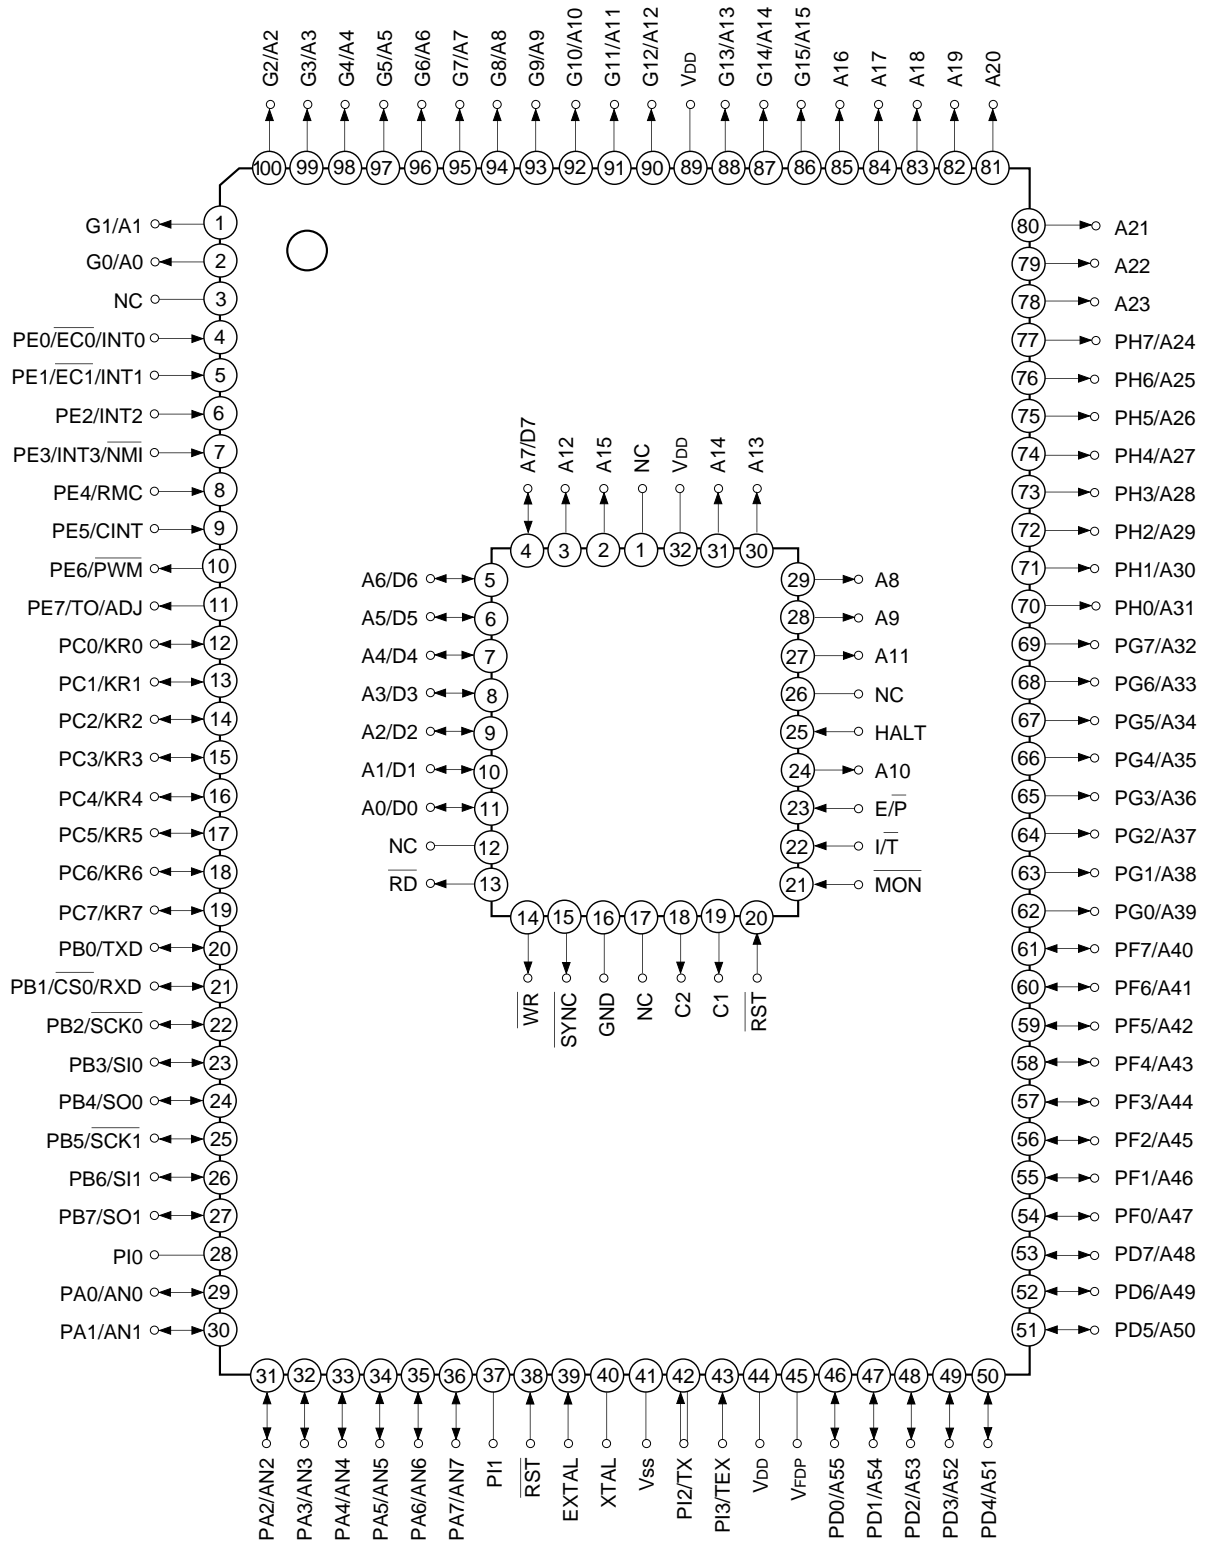 G2/A2
G3/A3
G4/A4
G5/A5
G6/A6
G7/A7
G8/A8
G9/A9
G10/A10
G11/A11
G12/A12
VDD
G13/A13
G14/A14
G15/A15
A16
A17
A18
A19
A20
100 99 98 97 96 95 94 93 92 91 90 89 88 87 86 85 84 83 82 81
G1/A1 1
G0/A0 2
NC 3
PE0/E̅C̅0̅/INT0 4
PE1/E̅C̅1̅/INT1 5
PE2/INT2 6
PE3/INT3/N̅M̅I̅ 7
PE4/RMC 8
PE5/CINT 9
PE6/P̅W̅M̅ 10
PE7/TO/ADJ 11
PC0/KR0 12
PC1/KR1 13
PC2/KR2 14
PC3/KR3 15
PC4/KR4 16
PC5/KR5 17
PC6/KR6 18
PC7/KR7 19
PB0/TXD 20
PB1/C̅S̅0̅/RXD 21
PB2/S̅C̅K̅0̅ 22
PB3/SI0 23
PB4/SO0 24
PB5/S̅C̅K̅1̅ 25
PB6/SI1 26
PB7/SO1 27
PI0 28
PA0/AN0 29
PA1/AN1 30
A7/D7
A12
A15
NC
VDD
A14
A13
4 3 2 1 32 31 30
A6/D6 5
A5/D5 6
A4/D4 7
A3/D3 8
A2/D2 9
A1/D1 10
A0/D0 11
NC 12
R̅D̅ 13
29 A8
28 A9
27 A11
26 NC
25 HALT
24 A10
23 E/P̅
22 I/T̅
21 M̅O̅N̅
14 15 16 17 18 19 20
W̅R̅
S̅Y̅N̅C̅
GND
NC
C2
C1
R̅S̅T̅
80 A21
79 A22
78 A23
77 PH7/A24
76 PH6/A25
75 PH5/A26
74 PH4/A27
73 PH3/A28
72 PH2/A29
71 PH1/A30
70 PH0/A31
69 PG7/A32
68 PG6/A33
67 PG5/A34
66 PG4/A35
65 PG3/A36
64 PG2/A37
63 PG1/A38
62 PG0/A39
61 PF7/A40
60 PF6/A41
59 PF5/A42
58 PF4/A43
57 PF3/A44
56 PF2/A45
55 PF1/A46
54 PF0/A47
53 PD7/A48
52 PD6/A49
51 PD5/A50
31 32 33 34 35 36 37 38 39 40 41 42 43 44 45 46 47 48 49 50
PA2/AN2
PA3/AN3
PA4/AN4
PA5/AN5
PA6/AN6
PA7/AN7
PI1
R̅S̅T̅
EXTAL
XTAL
Vss
PI2/TX
PI3/TEX
VDD
VFDP
PD0/A55
PD1/A54
PD2/A53
PD3/A52
PD4/A51